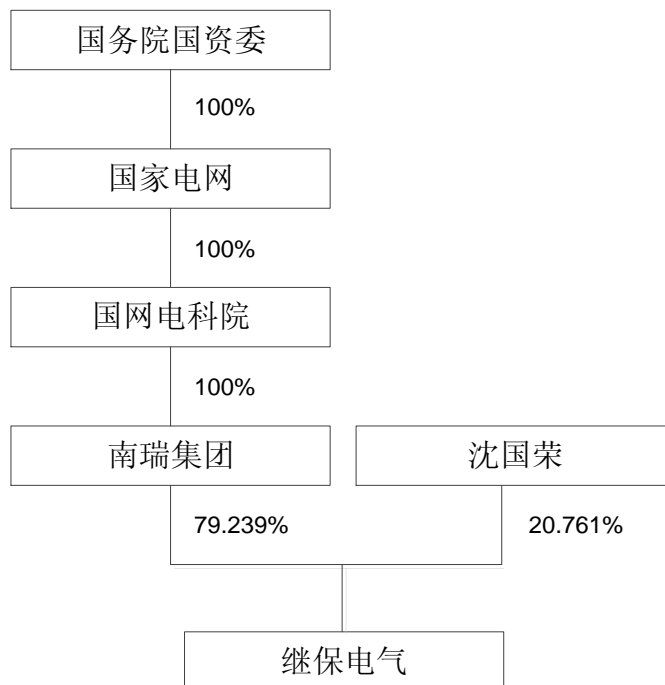 国务院国资委
100%
国家电网
100%
国网电科院
100%
南瑞集团
沈国荣
79.239%
20.761%
继保电气